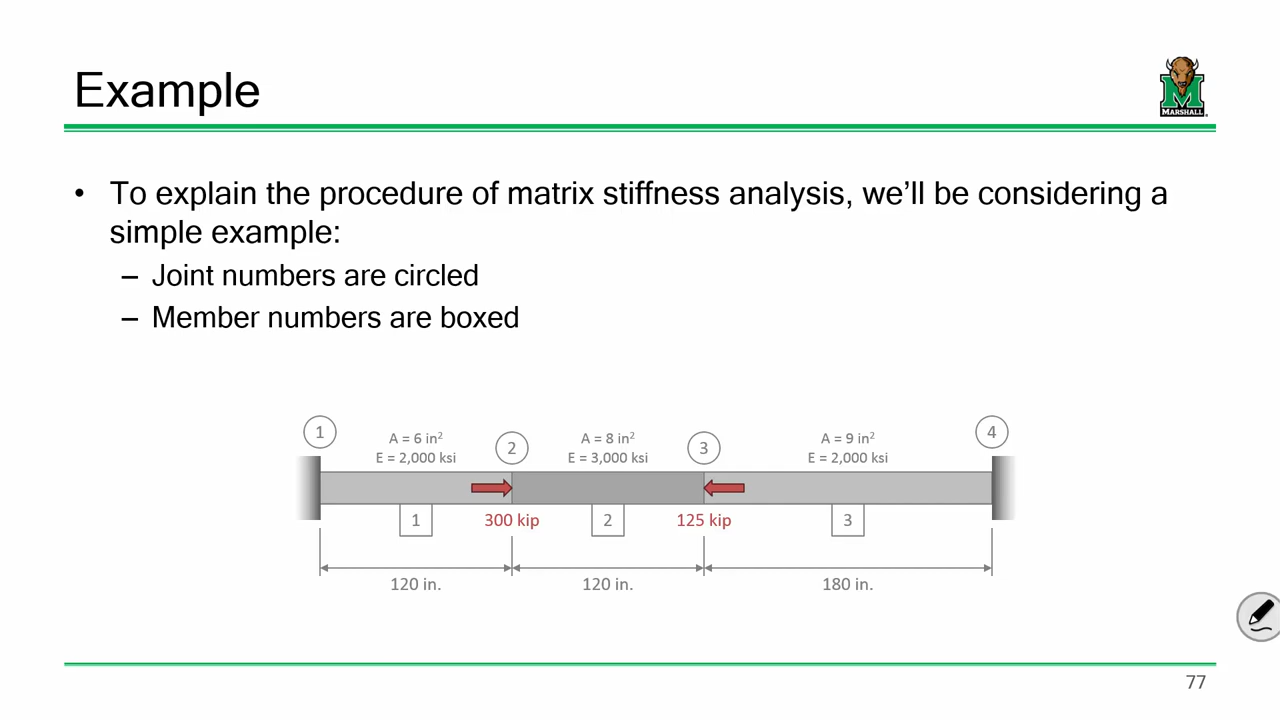 Example
MARSHALL
• To explain the procedure of matrix stiffness analysis, we’ll be considering a
simple example:
– Joint numbers are circled
– Member numbers are boxed
1 A = 6 in² 2 A = 8 in² 3 A = 9 in² 4
E = 2,000 ksi E = 3,000 ksi E = 2,000 ksi
1 300 kip 2 125 kip 3
120 in. 120 in. 180 in.
77